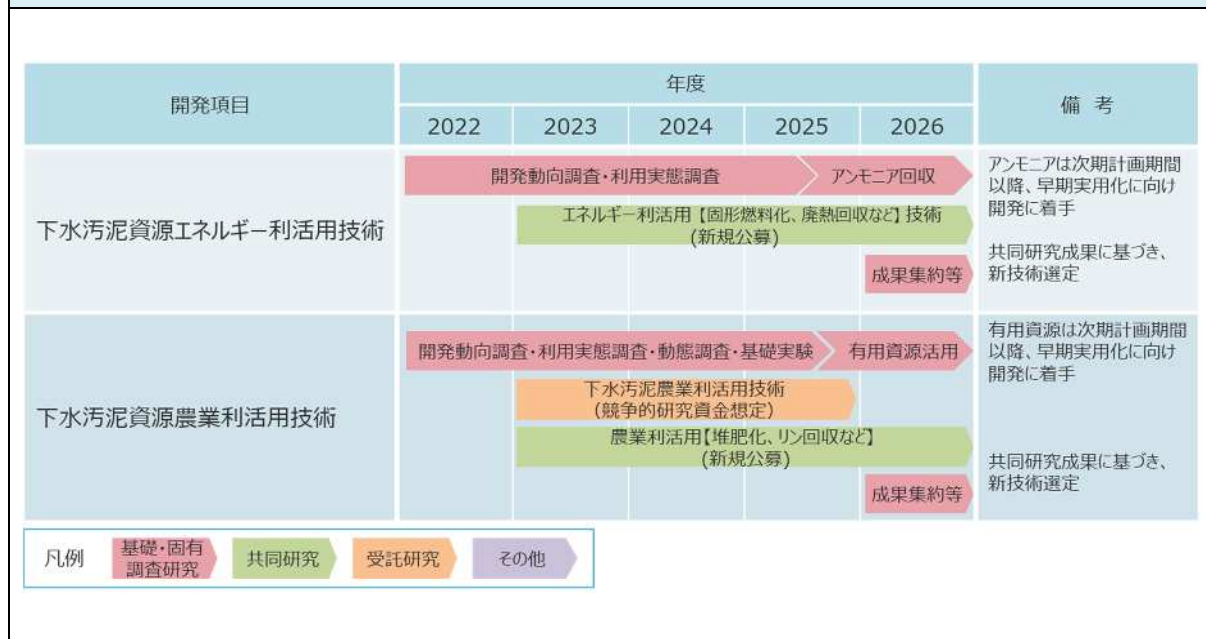 開発項目
年度
備 考
2022
2023
2024
2025
2026
下水汚泥資源エネルギー利活用技術
開発動向調査・利用実態調査
アンモニア回収
エネルギー利活用【固形燃料化、廃熱回収など】技術
(新規公募)
成果集約等
アンモニアは次期計画期間
以降、早期実用化に向け
開発に着手
共同研究成果に基づき、
新技術選定
下水汚泥資源農業利活用技術
開発動向調査・利用実態調査・動態調査・基礎実験
有用資源活用
下水汚泥農業利活用技術
(競争的研究資金想定)
農業利活用【堆肥化、リン回収など】
(新規公募)
成果集約等
有用資源は次期計画期間
以降、早期実用化に向け
開発に着手
共同研究成果に基づき、
新技術選定
凡例
基礎・固有
調査研究
共同研究
受託研究
その他